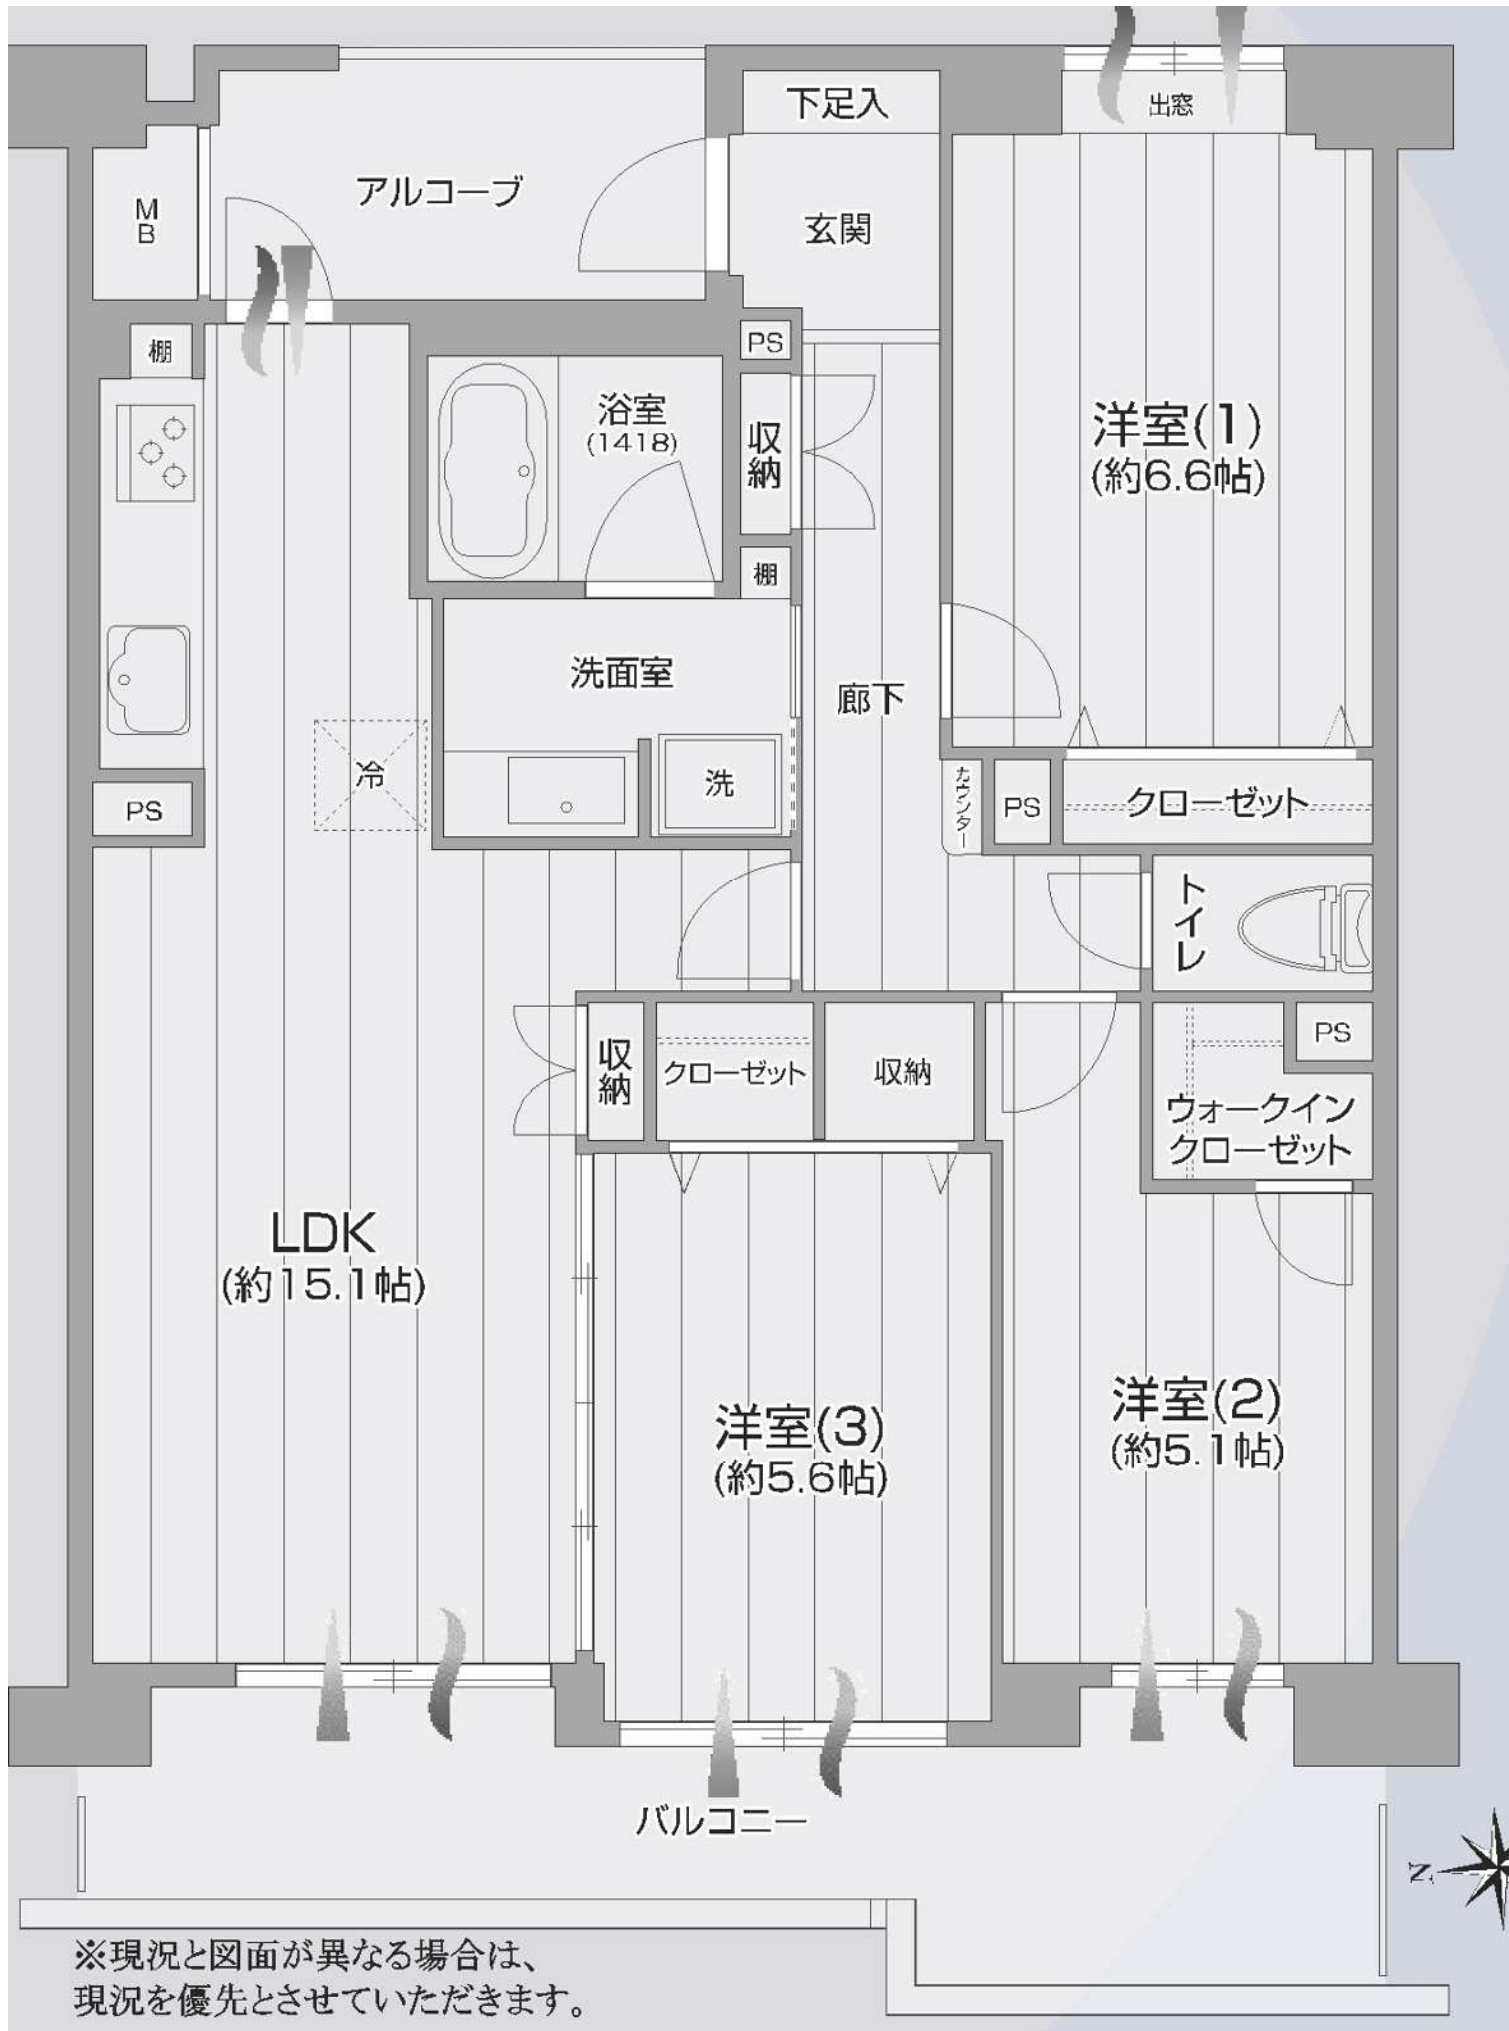 下足入
出窓
アルコーブ
MB
玄関
棚
PS
浴室
(1418)
収納
洋室(1)
(約6.6帖)
棚
洗面室
廊下
冷
洗
カウンター
PS
クローゼット
PS
トイレ
収納
クローゼット
収納
PS
ウォークイン
クローゼット
LDK
(約15.1帖)
洋室(3)
(約5.6帖)
洋室(2)
(約5.1帖)
バルコニー
N
※現況と図面が異なる場合は、
現況を優先とさせていただきます。